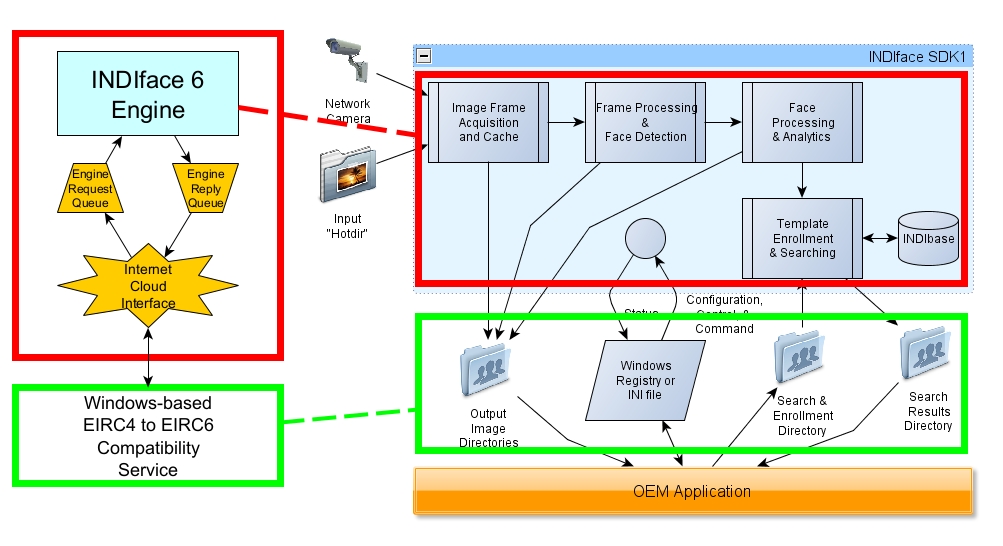 INDIface 6
Engine
Engine
Request
Queue
Engine
Reply
Queue
Internet
Cloud
Interface
Windows-based
EIRC4 to EIRC6
Compatibility
Service
Network
Camera
Input
"Hotdir"
INDIface SDK1
Image Frame
Acquisition
and Cache
Frame Processing
&
Face Detection
Face
Processing
& Analytics
Template
Enrollment
& Searching
INDIbase
Status
Configuration,
Control, &
Command
Output
Image
Directories
Windows
Registry or
INI file
Search &
Enrollment
Directory
Search
Results
Directory
OEM Application